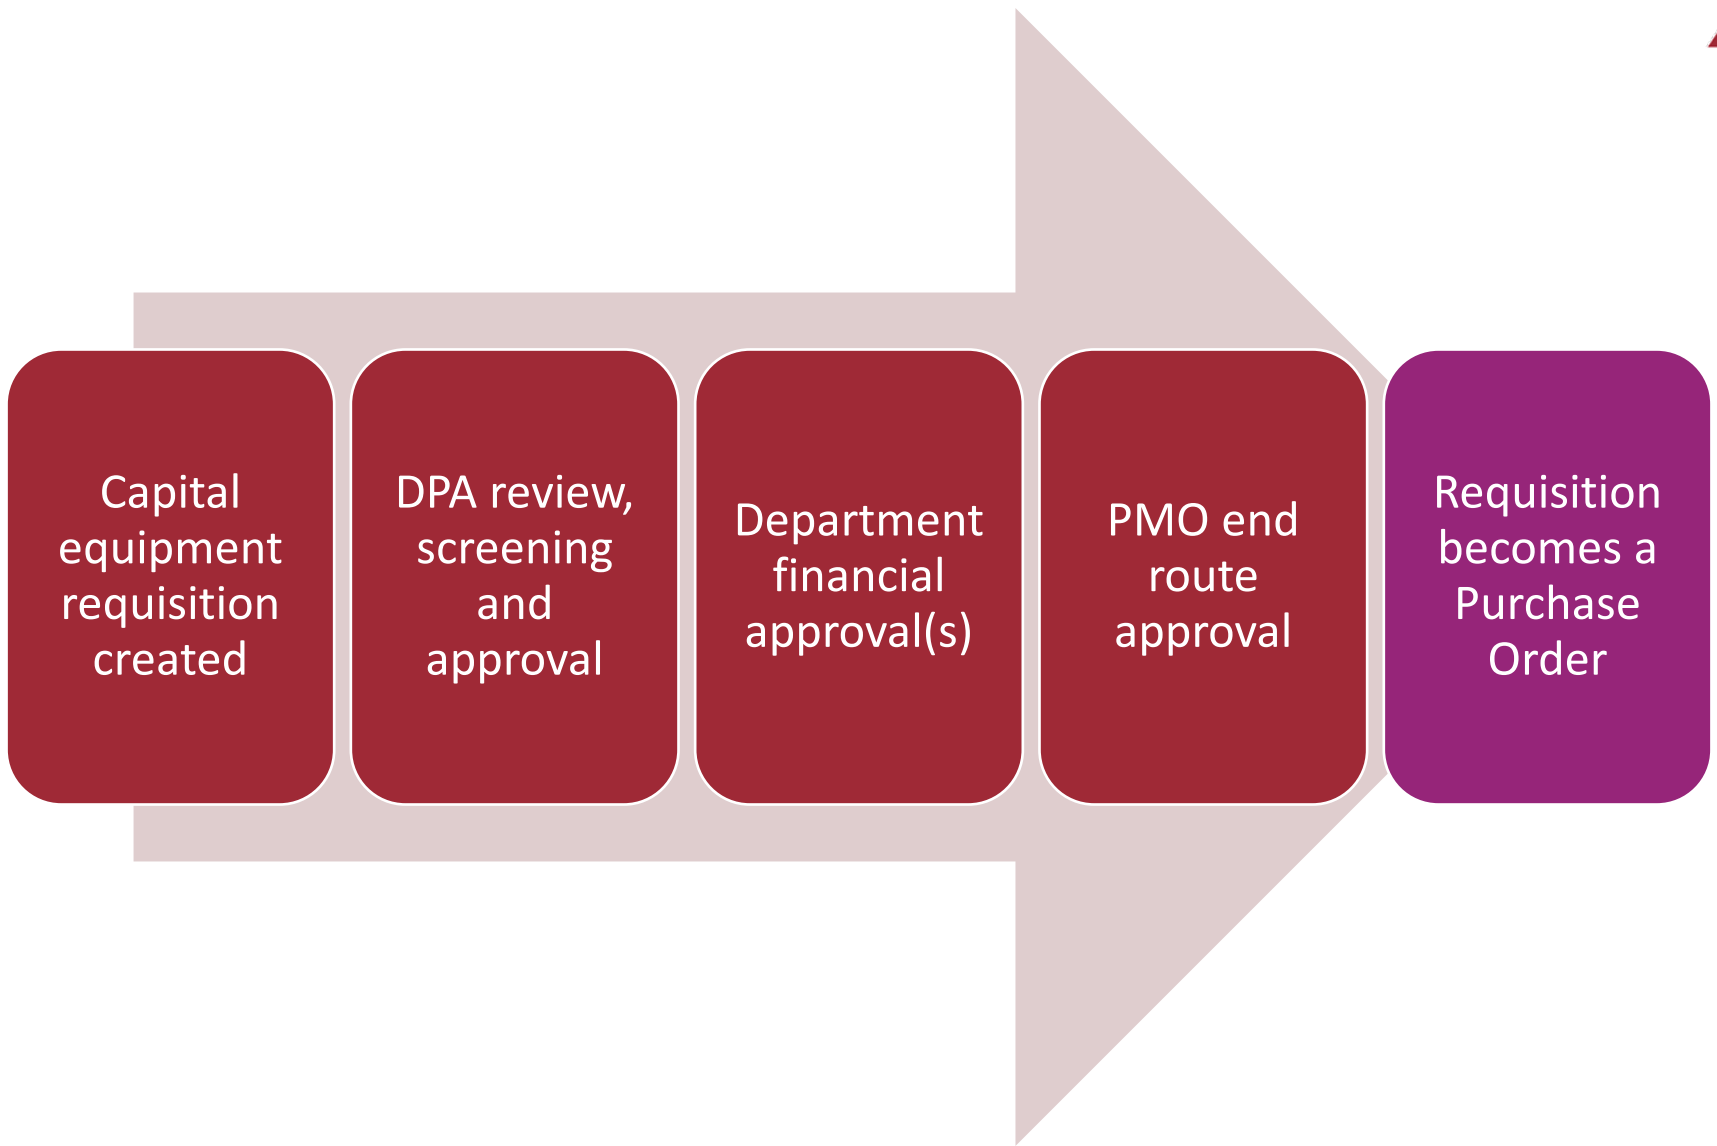 Capital
equipment
requisition
created
DPA review,
screening
and
approval
Department
financial
approval(s)
PMO end
route
approval
Requisition
becomes a
Purchase
Order